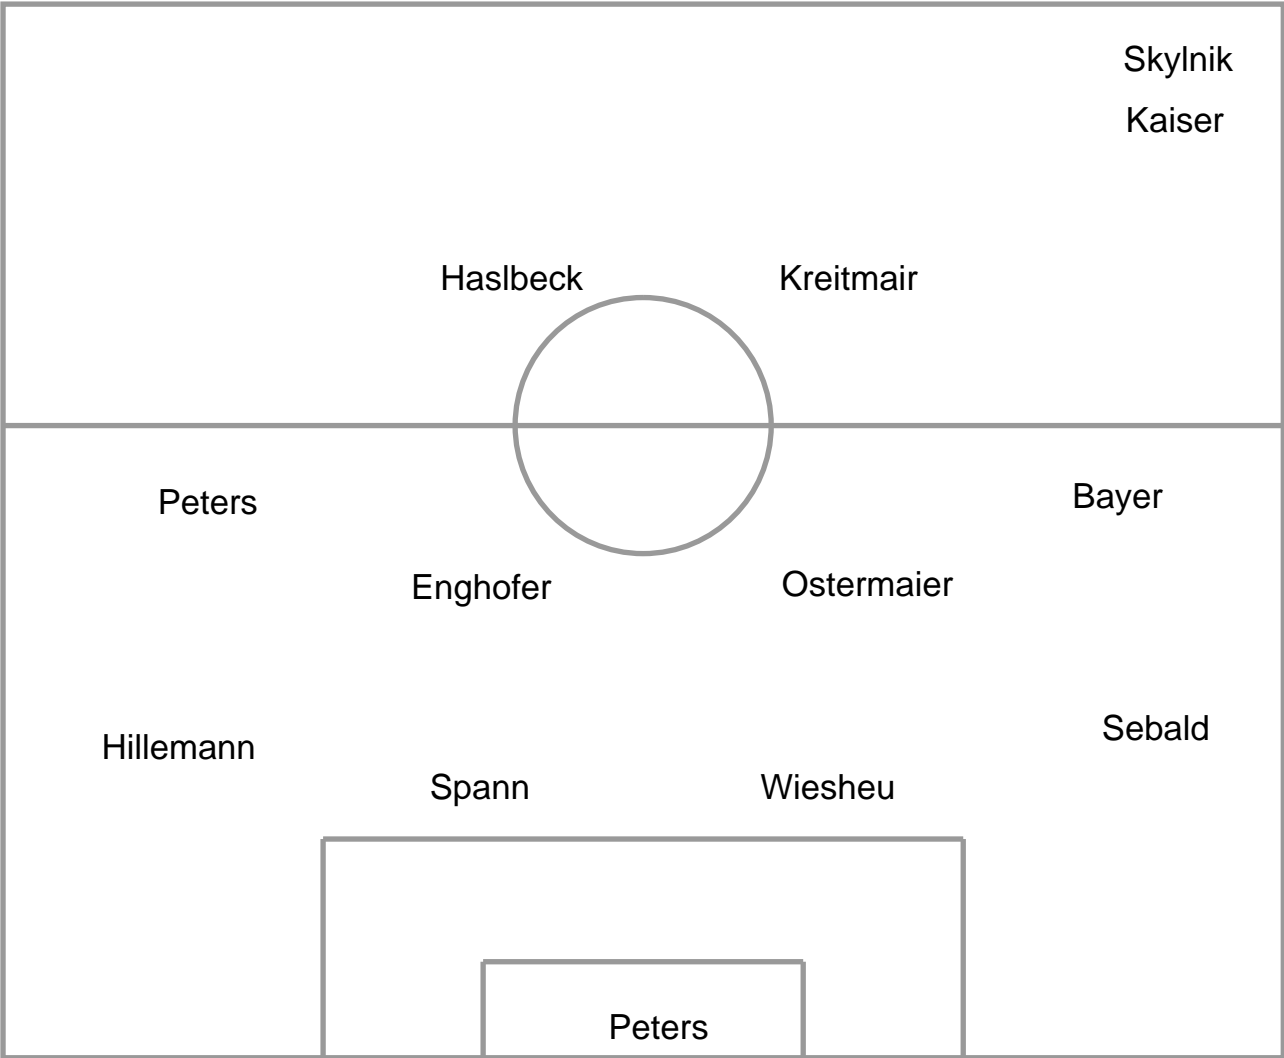 Skylnik
Kaiser
Haslbeck Kreitmair
Peters Bayer
Enghofer Ostermaier
Hillemann Sebald
Spann Wiesheu
Peters